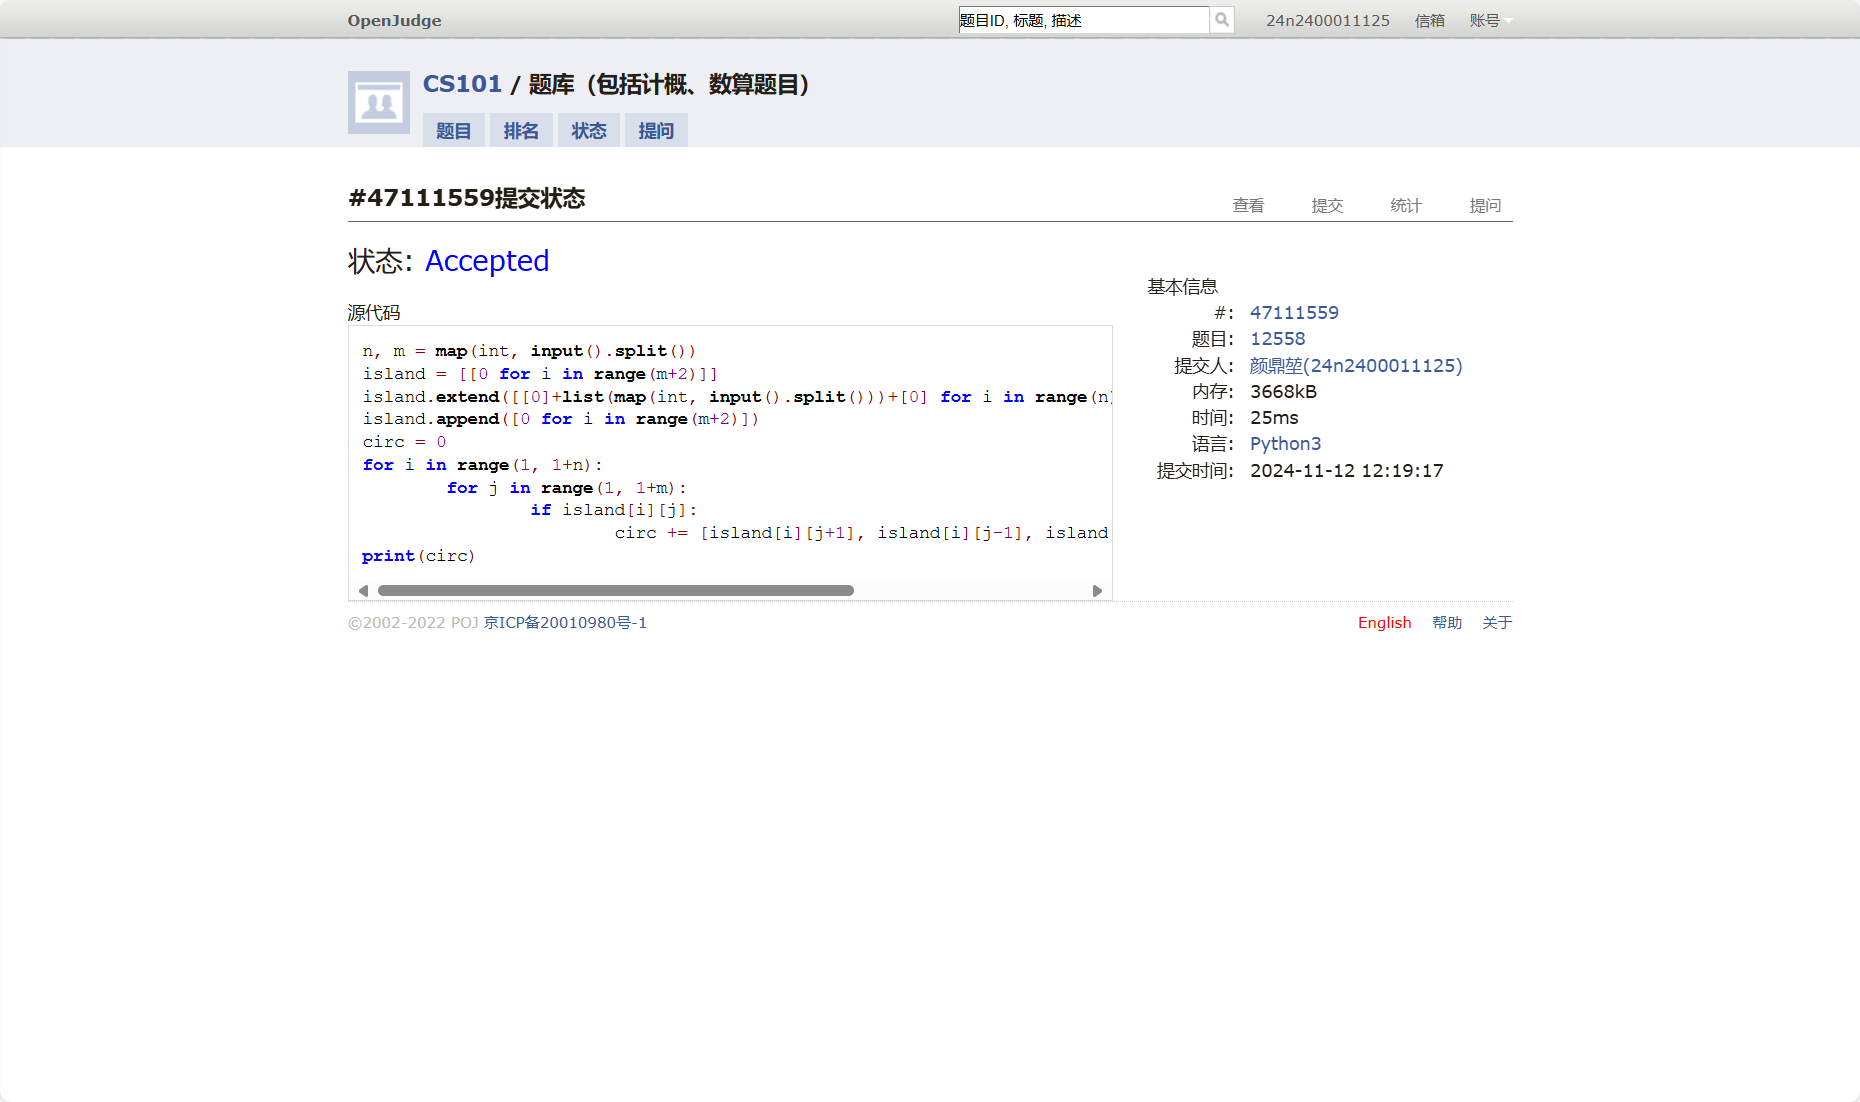 OpenJudge
题目ID, 标题, 描述
24n2400011125 信箱 账号
CS101 / 题库（包括计概、数算题目）
题目 排名 状态 提问
#47111559提交状态
查看 提交 统计 提问
状态: Accepted
源代码
n, m = map(int, input().split())
island = [[0 for i in range(m+2)]]
island.extend([[0]+list(map(int, input().split()))+[0] for i in range(n)
island.append([0 for i in range(m+2)])
circ = 0
for i in range(1, 1+n):
        for j in range(1, 1+m):
                if island[i][j]:
                        circ += [island[i][j+1], island[i][j-1], island
print(circ)
基本信息
#: 47111559
题目: 12558
提交人: 颜鼎堃(24n2400011125)
内存: 3668kB
时间: 25ms
语言: Python3
提交时间: 2024-11-12 12:19:17
©2002-2022 POJ 京ICP备20010980号-1
English 帮助 关于